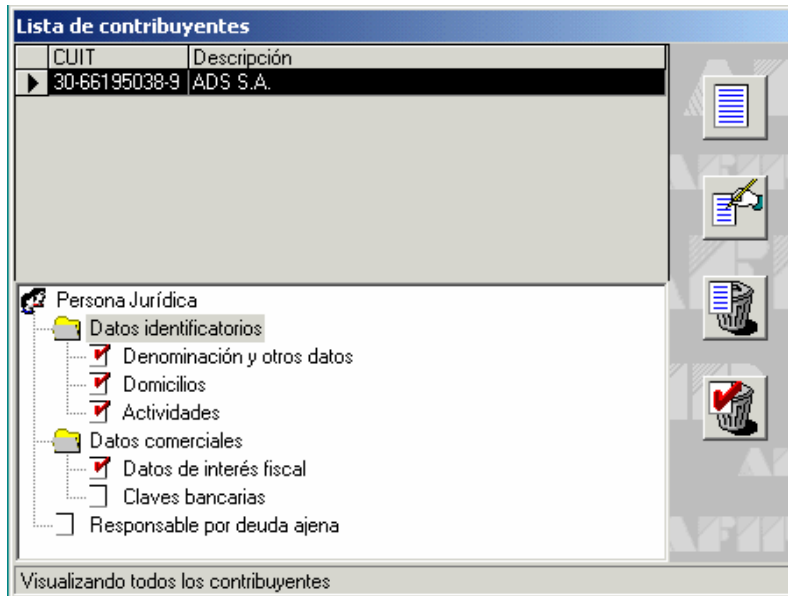 Lista de contribuyentes
CUIT Descripción
30-66195038-9 ADS S.A.
Persona Jurídica
Datos identificatorios
Denominación y otros datos
Domicilios
Actividades
Datos comerciales
Datos de interés fiscal
Claves bancarias
Responsable por deuda ajena
Visualizando todos los contribuyentes